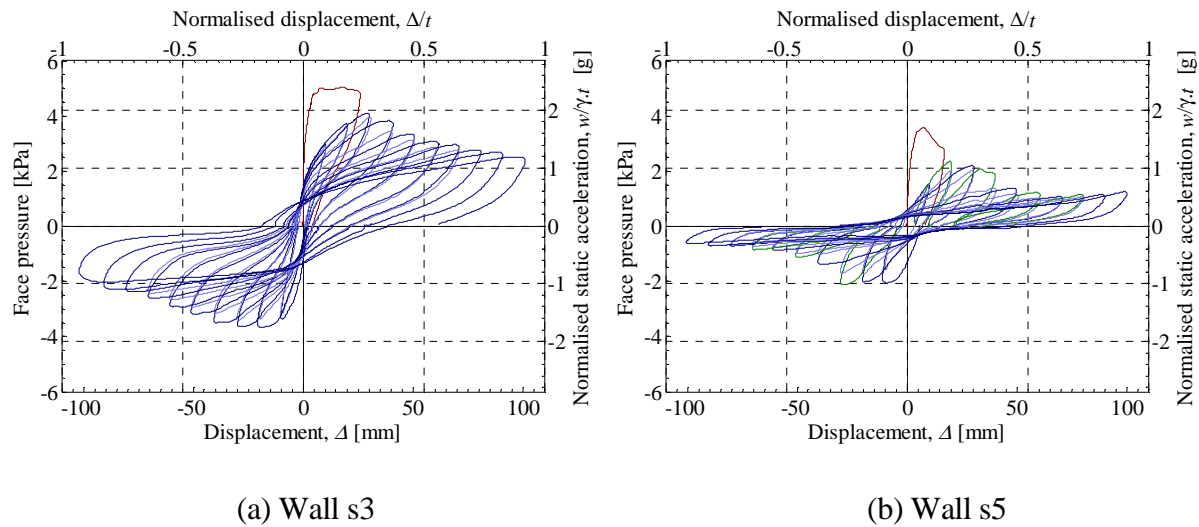 Normalised displacement, Δ/t
-1 -0.5 0 0.5 1
6
4
2
0
-2
-4
-6
Face pressure [kPa]
2
1
0
-1
-2
Normalised static acceleration, w/γ.t [g]
-100 -50 0 50 100
Displacement, Δ [mm]
(a) Wall s3
Normalised displacement, Δ/t
-1 -0.5 0 0.5 1
6
4
2
0
-2
-4
-6
Face pressure [kPa]
2
1
0
-1
-2
Normalised static acceleration, w/γ.t [g]
-100 -50 0 50 100
Displacement, Δ [mm]
(b) Wall s5